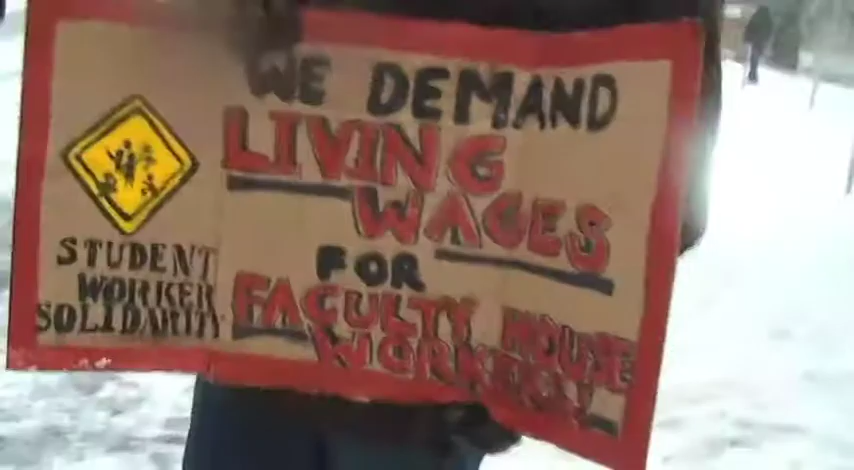 WE DEMAND
LIVING
WAGES
FOR
FACULTY HOUSE
WORKERS!
STUDENT
WORKER
SOLIDARITY